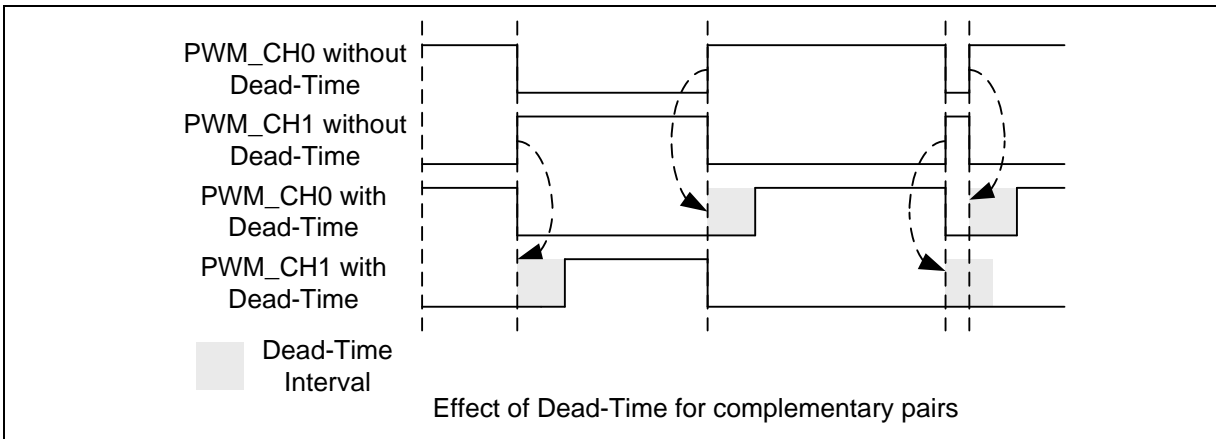 PWM_CH0 without
Dead-Time
PWM_CH1 without
Dead-Time
PWM_CH0 with
Dead-Time
PWM_CH1 with
Dead-Time
Dead-Time
Interval
Effect of Dead-Time for complementary pairs